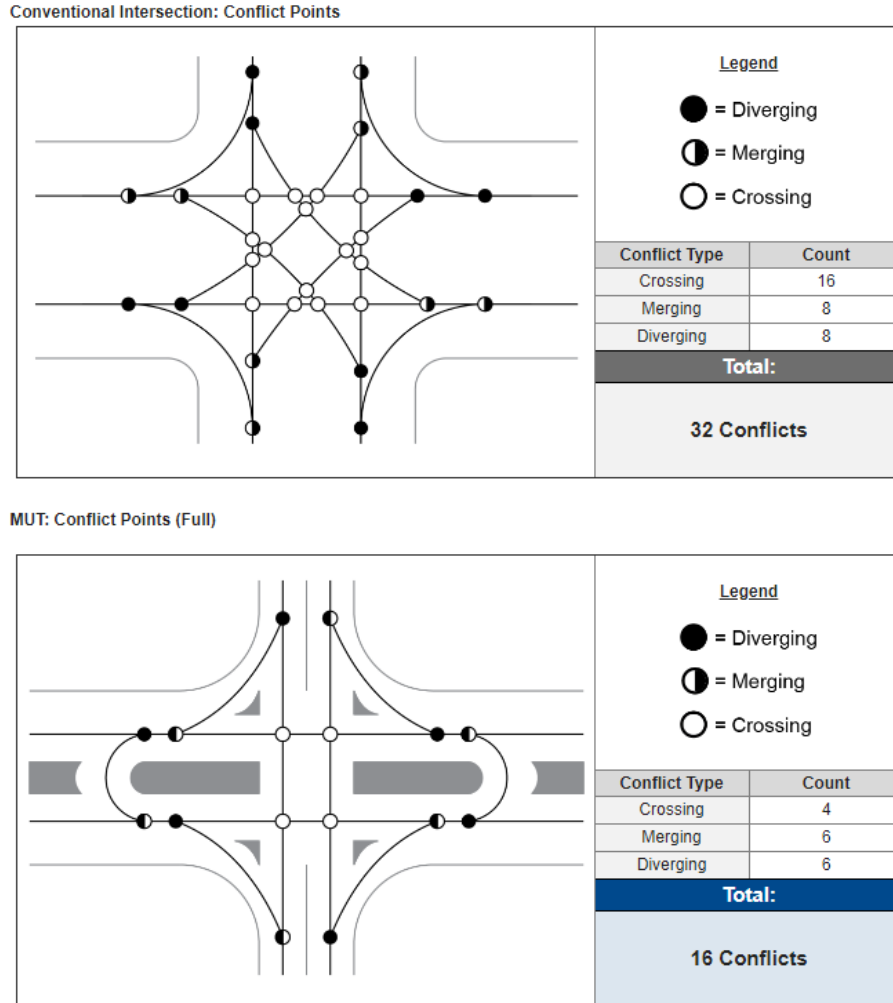 Conventional Intersection: Conflict Points
Legend
= Diverging
= Merging
= Crossing
Conflict Type Count
Crossing 16
Merging 8
Diverging 8
Total:
32 Conflicts
MUT: Conflict Points (Full)
Legend
= Diverging
= Merging
= Crossing
Conflict Type Count
Crossing 4
Merging 6
Diverging 6
Total:
16 Conflicts